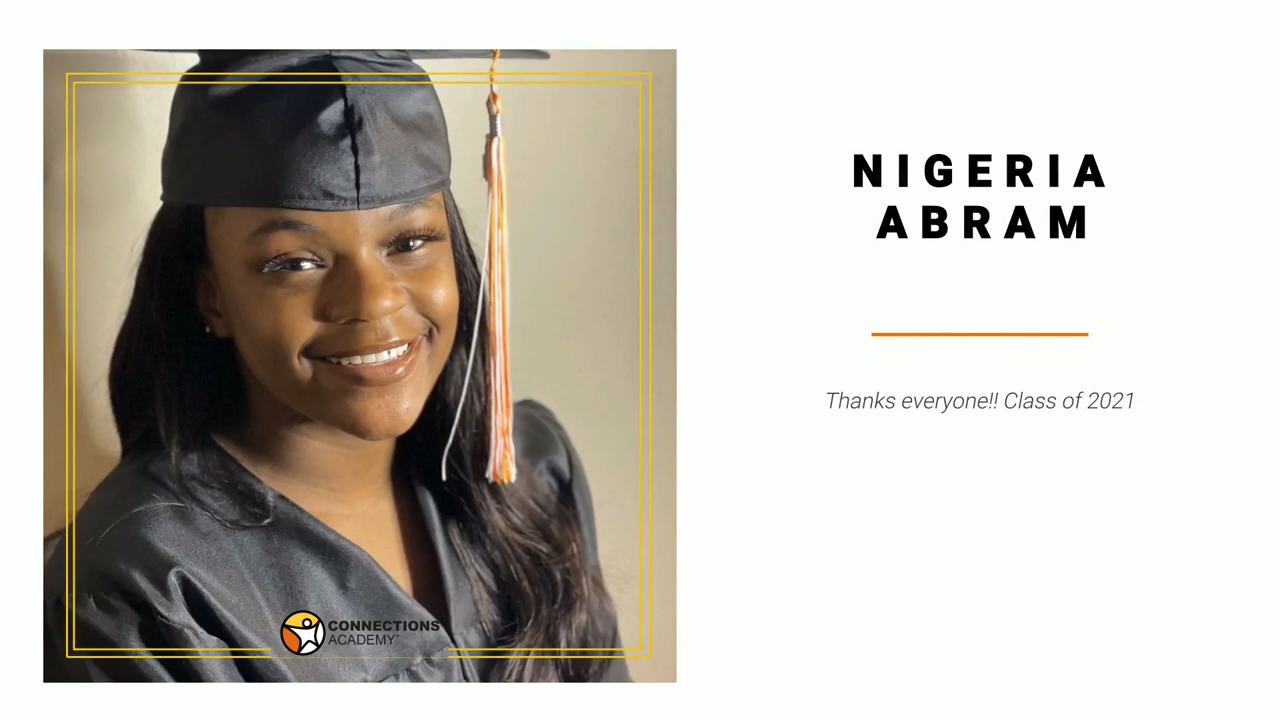 NIGERIA
ABRAM
Thanks everyone!! Class of 2021
CONNECTIONS
ACADEMY